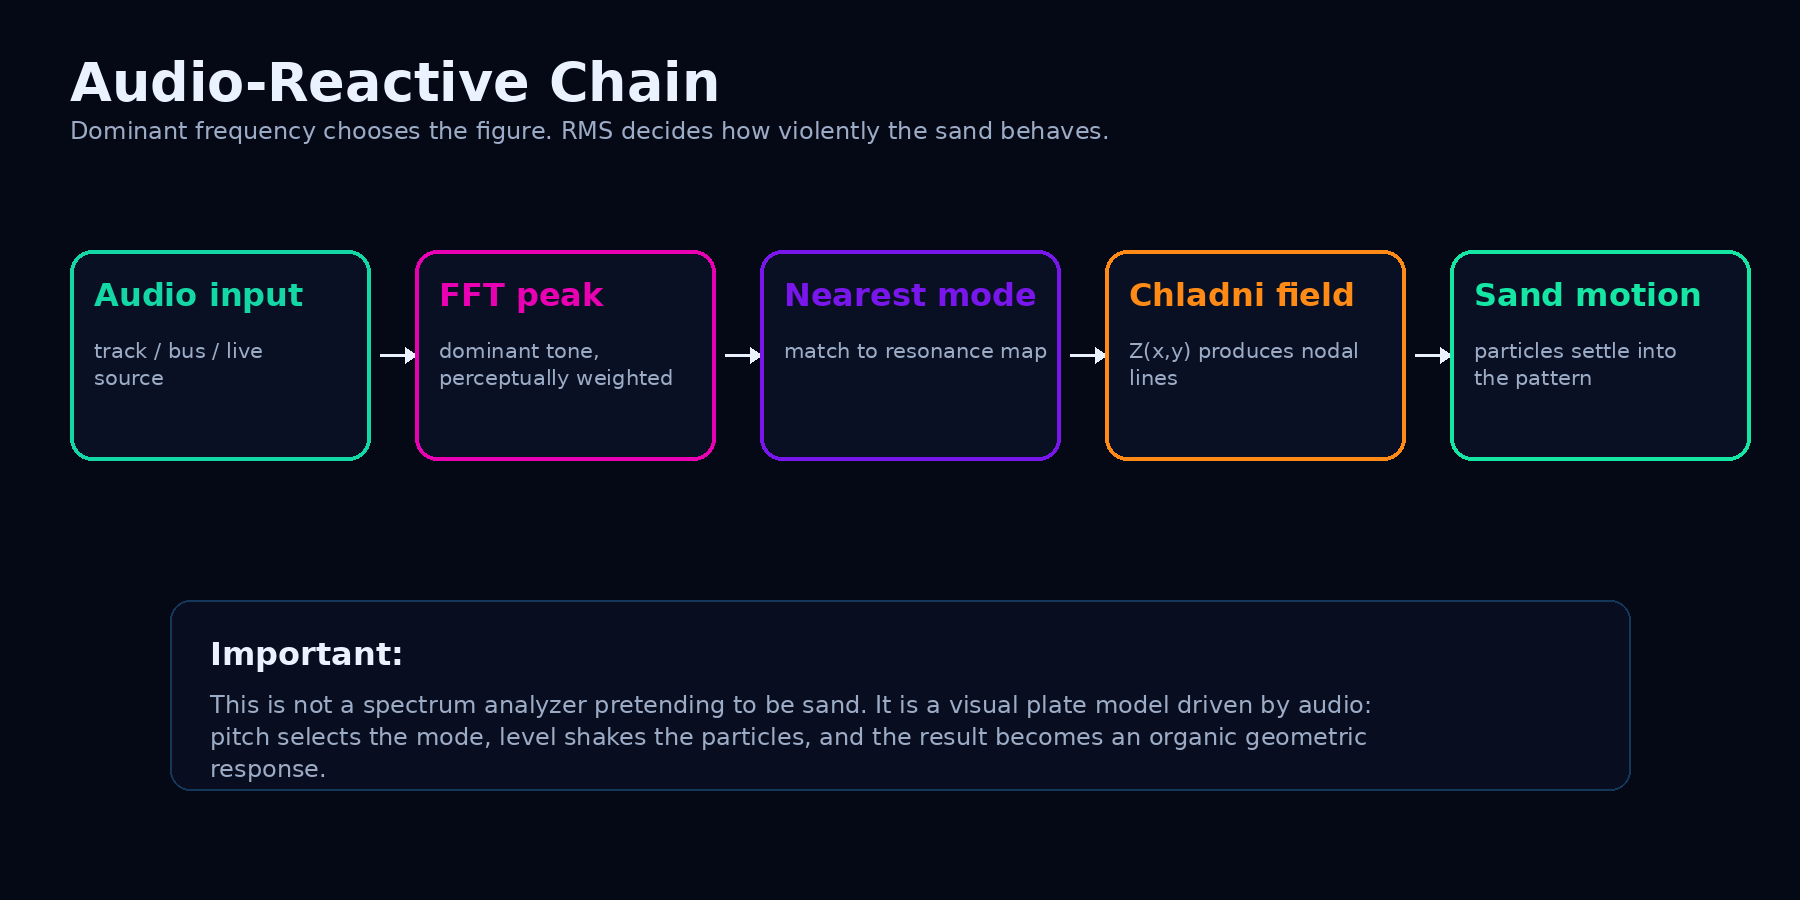 Audio-Reactive Chain
Dominant frequency chooses the figure. RMS decides how violently the sand behaves.
Audio input
track / bus / live
source
FFT peak
dominant tone,
perceptually weighted
Nearest mode
match to resonance map
Chladni field
Z(x,y) produces nodal
lines
Sand motion
particles settle into
the pattern
Important:
This is not a spectrum analyzer pretending to be sand. It is a visual plate model driven by audio:
pitch selects the mode, level shakes the particles, and the result becomes an organic geometric
response.